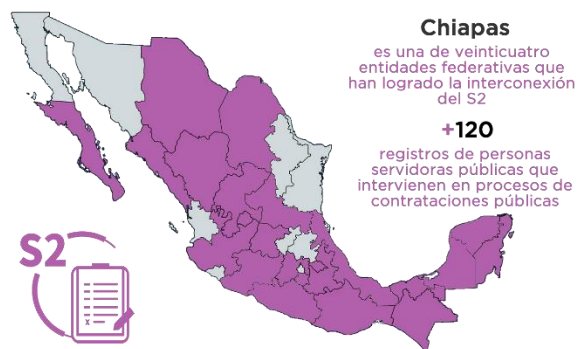 Chiapas
es una de veinticuatro
entidades federativas que
han logrado la interconexión
del S2
+120
registros de personas
servidoras públicas que
intervienen en procesos de
contrataciones públicas
S2